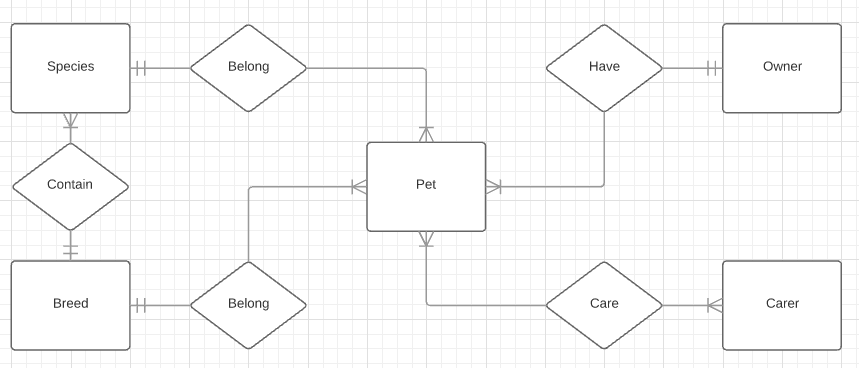 Species
Belong
Have
Owner
Contain
Pet
Breed
Belong
Care
Carer